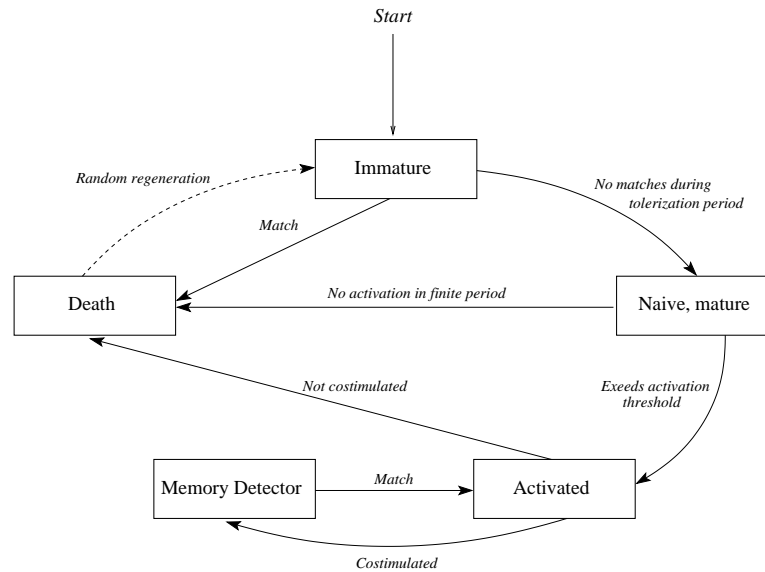 Start
Immature
Random regeneration
No matches during
tolerization period
Match
Death
No activation in finite period
Naive, mature
Not costimulated
Exeeds activation
threshold
Memory Detector
Match
Activated
Costimulated